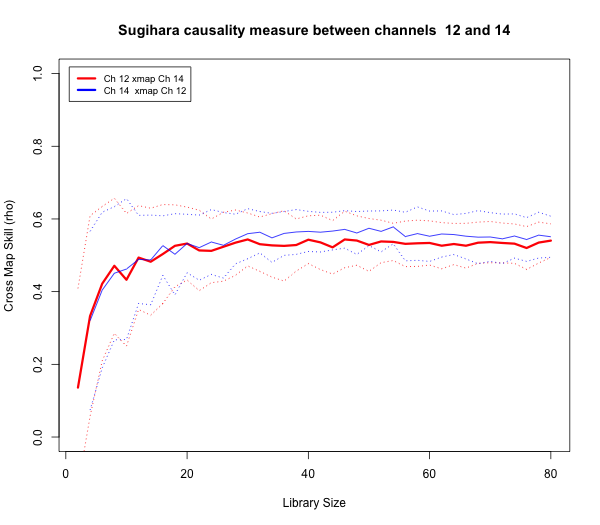 Sugihara causality measure between channels  12 and 14
Ch 12 xmap Ch 14
Ch 14  xmap Ch 12
Cross Map Skill (rho)
1.0
0.8
0.6
0.4
0.2
0.0
0 20 40 60 80
Library Size